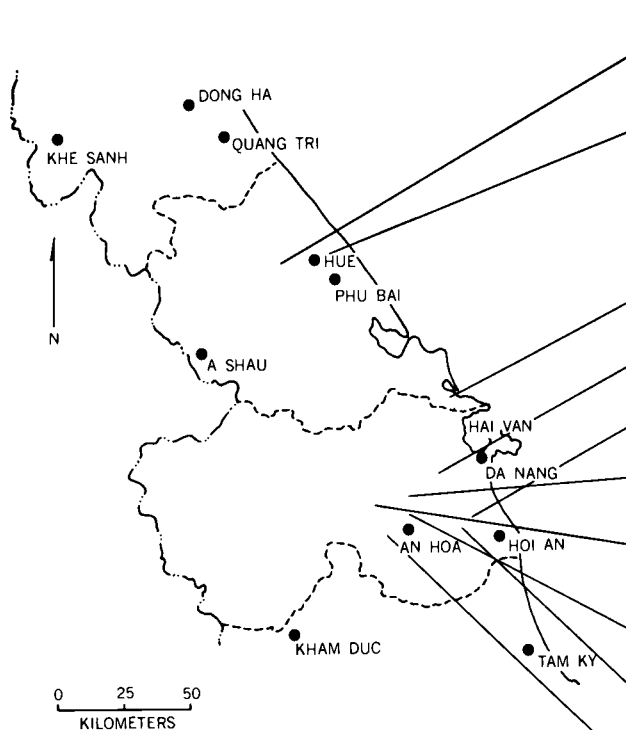 DONG HA
QUANG TRI
KHE SANH
HUE
PHU BAI
N
A SHAU
HAI VAN
DA NANG
AN HOA
HOI AN
KHAM DUC
TAM KY
0 25 50
KILOMETERS